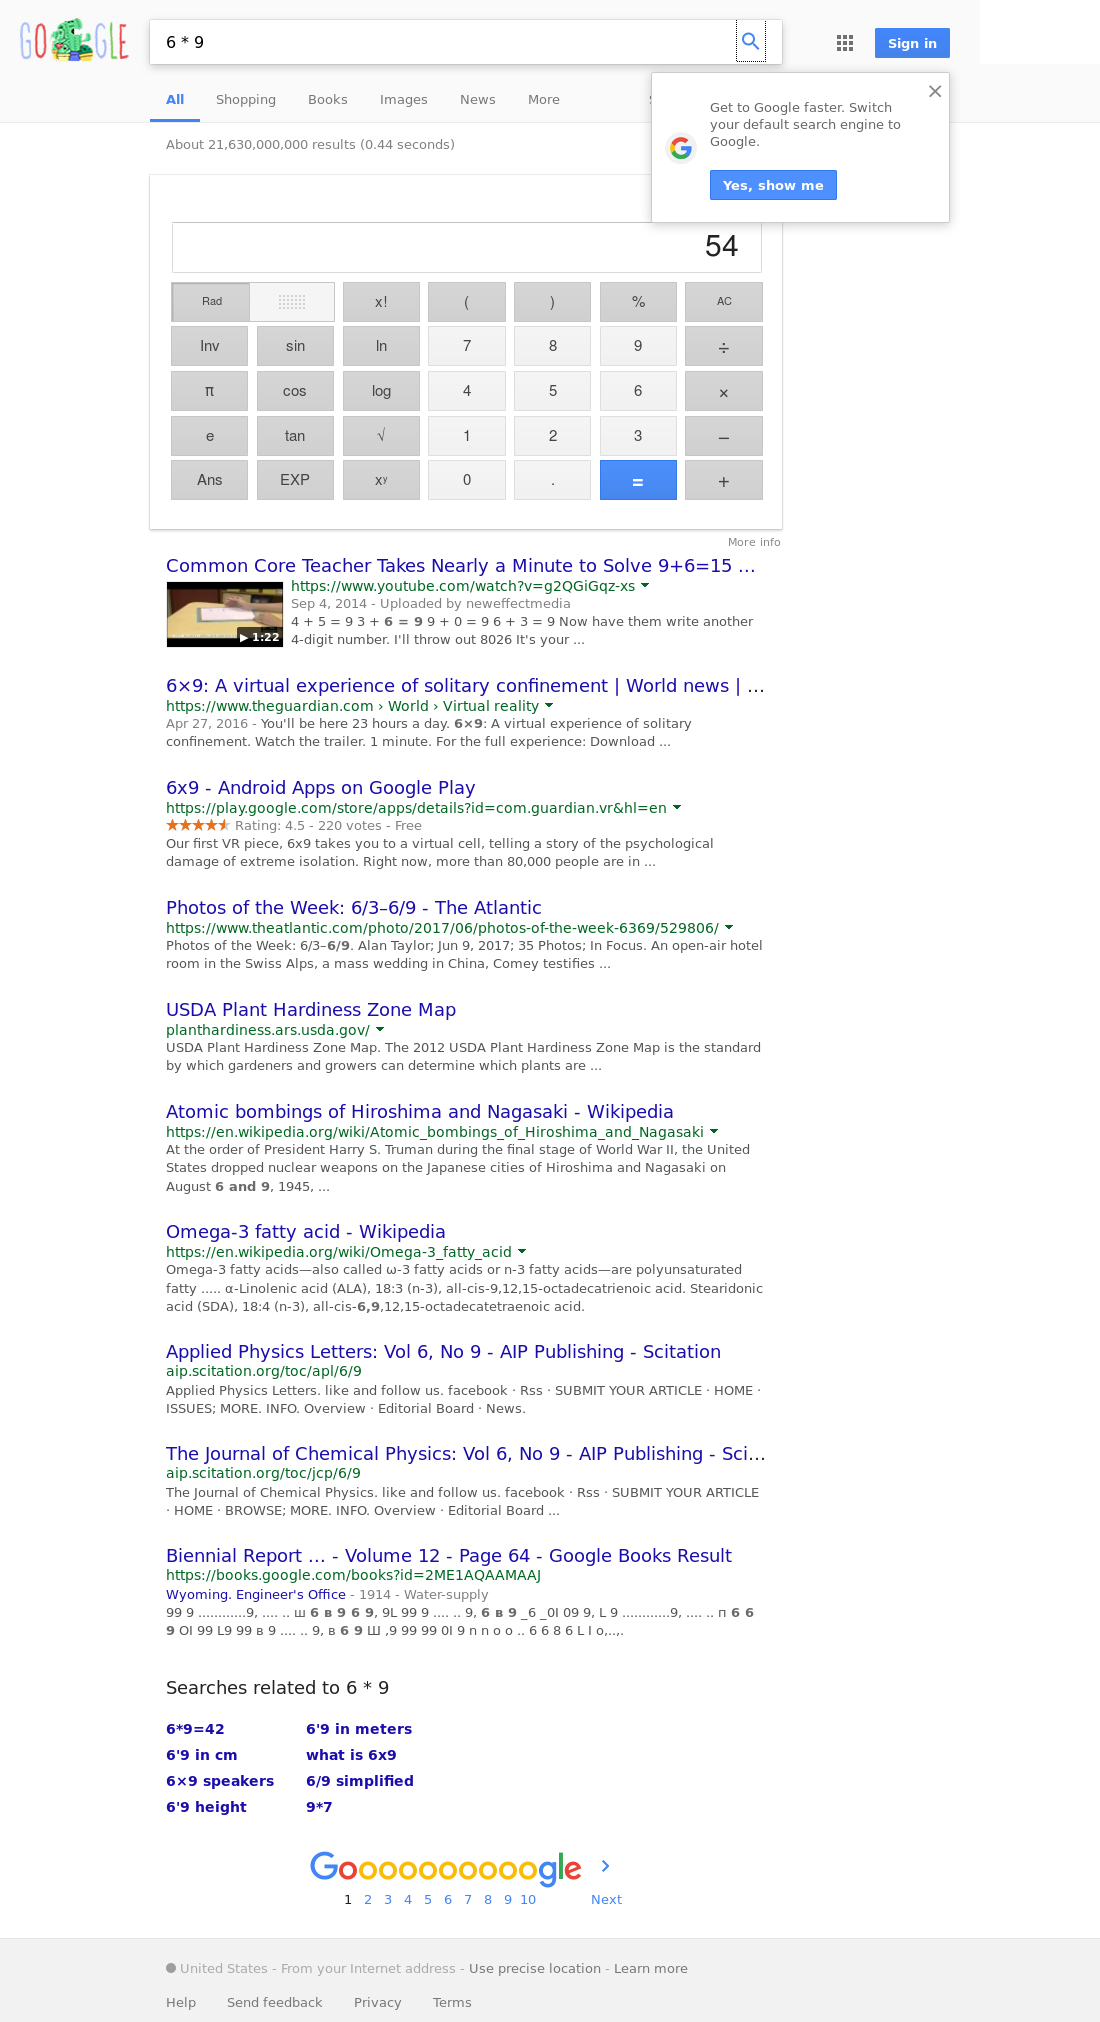 GO GLE
6 * 9
Sign in
All Shopping Books Images News More
Get to Google faster. Switch
your default search engine to
Google.
Yes, show me
About 21,630,000,000 results (0.44 seconds)
54
Rad x! ( ) % AC
Inv sin ln 7 8 9 ÷
π cos log 4 5 6 ×
e tan √ 1 2 3 −
Ans EXP xʸ 0 . = +
More info
Common Core Teacher Takes Nearly a Minute to Solve 9+6=15 ...
https://www.youtube.com/watch?v=g2QGiGqz-xs
Sep 4, 2014 - Uploaded by neweffectmedia
4 + 5 = 9 3 + 6 = 9 9 + 0 = 9 6 + 3 = 9 Now have them write another
4-digit number. I'll throw out 8026 It's your ...
▶ 1:22
6×9: A virtual experience of solitary confinement | World news | ...
https://www.theguardian.com › World › Virtual reality
Apr 27, 2016 - You'll be here 23 hours a day. 6×9: A virtual experience of solitary
confinement. Watch the trailer. 1 minute. For the full experience: Download ...
6x9 - Android Apps on Google Play
https://play.google.com/store/apps/details?id=com.guardian.vr&hl=en
Rating: 4.5 - 220 votes - Free
Our first VR piece, 6x9 takes you to a virtual cell, telling a story of the psychological
damage of extreme isolation. Right now, more than 80,000 people are in ...
Photos of the Week: 6/3–6/9 - The Atlantic
https://www.theatlantic.com/photo/2017/06/photos-of-the-week-6369/529806/
Photos of the Week: 6/3–6/9. Alan Taylor; Jun 9, 2017; 35 Photos; In Focus. An open-air hotel
room in the Swiss Alps, a mass wedding in China, Comey testifies ...
USDA Plant Hardiness Zone Map
planthardiness.ars.usda.gov/
USDA Plant Hardiness Zone Map. The 2012 USDA Plant Hardiness Zone Map is the standard
by which gardeners and growers can determine which plants are ...
Atomic bombings of Hiroshima and Nagasaki - Wikipedia
https://en.wikipedia.org/wiki/Atomic_bombings_of_Hiroshima_and_Nagasaki
At the order of President Harry S. Truman during the final stage of World War II, the United
States dropped nuclear weapons on the Japanese cities of Hiroshima and Nagasaki on
August 6 and 9, 1945, ...
Omega-3 fatty acid - Wikipedia
https://en.wikipedia.org/wiki/Omega-3_fatty_acid
Omega-3 fatty acids—also called ω-3 fatty acids or n-3 fatty acids—are polyunsaturated
fatty ..... α-Linolenic acid (ALA), 18:3 (n-3), all-cis-9,12,15-octadecatrienoic acid. Stearidonic
acid (SDA), 18:4 (n-3), all-cis-6,9,12,15-octadecatetraenoic acid.
Applied Physics Letters: Vol 6, No 9 - AIP Publishing - Scitation
aip.scitation.org/toc/apl/6/9
Applied Physics Letters. like and follow us. facebook · Rss · SUBMIT YOUR ARTICLE · HOME ·
ISSUES; MORE. INFO. Overview · Editorial Board · News.
The Journal of Chemical Physics: Vol 6, No 9 - AIP Publishing - Sci...
aip.scitation.org/toc/jcp/6/9
The Journal of Chemical Physics. like and follow us. facebook · Rss · SUBMIT YOUR ARTICLE
· HOME · BROWSE; MORE. INFO. Overview · Editorial Board ...
Biennial Report ... - Volume 12 - Page 64 - Google Books Result
https://books.google.com/books?id=2ME1AQAAMAAJ
Wyoming. Engineer's Office - 1914 - Water-supply
99 9 ............9, .... .. ш 6 в 9 6 9, 9L 99 9 .... .. 9, 6 в 9 _6 _0I 09 9, L 9 ............9, .... .. п 6 6
9 OI 99 L9 99 в 9 .... .. 9, в 6 9 Ш ,9 99 99 0I 9 n n o o .. 6 6 8 6 L I o,..,.
Searches related to 6 * 9
6*9=42 6'9 in meters
6'9 in cm what is 6x9
6×9 speakers 6/9 simplified
6'9 height 9*7
Goooooooooogle
1 2 3 4 5 6 7 8 9 10 Next
United States - From your Internet address - Use precise location - Learn more
Help Send feedback Privacy Terms